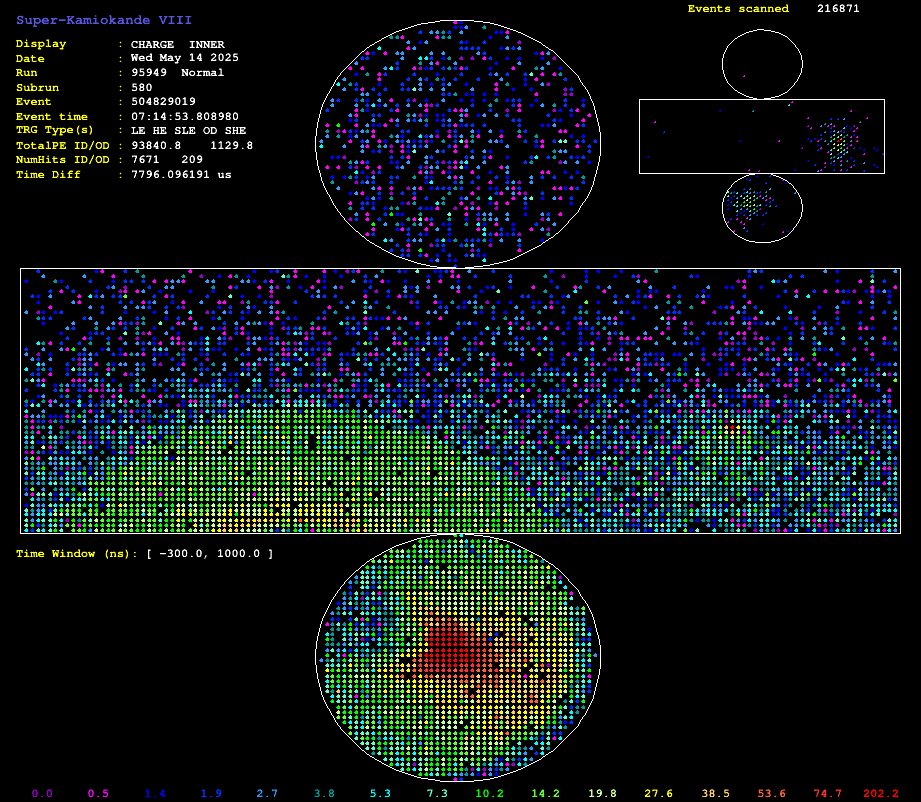 Super-Kamiokande VIII
Events scanned 216871
Display : CHARGE INNER
Date : Wed May 14 2025
Run : 95949 Normal
Subrun : 580
Event : 504829019
Event time : 07:14:53.808980
TRG Type(s) : LE HE SLE OD SHE
TotalPE ID/OD : 93840.8 1129.8
NumHits ID/OD : 7671 209
Time Diff : 7796.096191 us
Time Window (ns): [ -300.0, 1000.0 ]
0.0 0.5 1.4 1.9 2.7 3.8 5.3 7.3 10.2 14.2 19.8 27.6 38.5 53.6 74.7 202.2